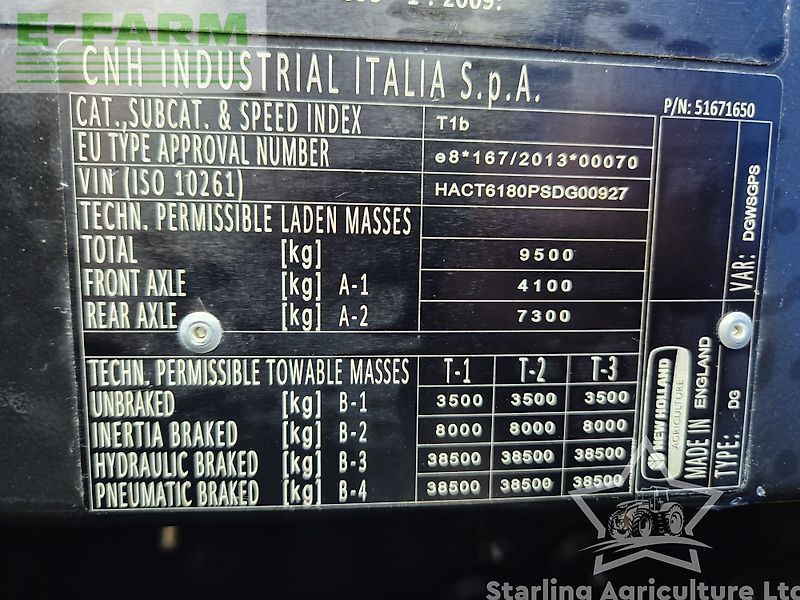 1 : 2009:
E-FARM
CNH INDUSTRIAL ITALIA S.p.A.
P/N: 51671650
CAT.,SUBCAT. & SPEED INDEX T1b
EU TYPE APPROVAL NUMBER e8*167/2013*00070
VIN (ISO 10261) HACT6180PSDG00927
TECHN. PERMISSIBLE LADEN MASSES
TOTAL [kg] 9500
FRONT AXLE [kg] A-1 4100
REAR AXLE [kg] A-2 7300
TECHN. PERMISSIBLE TOWABLE MASSES T-1 T-2 T-3
UNBRAKED [kg] B-1 3500 3500 3500
INERTIA BRAKED [kg] B-2 8000 8000 8000
HYDRAULIC BRAKED [kg] B-3 38500 38500 38500
PNEUMATIC BRAKED [kg] B-4 38500 38500 38500
NEW HOLLAND
AGRICULTURE
MADE IN ENGLAND
TYPE: DG
VAR: DGWSGPS
Starling Agriculture Ltd